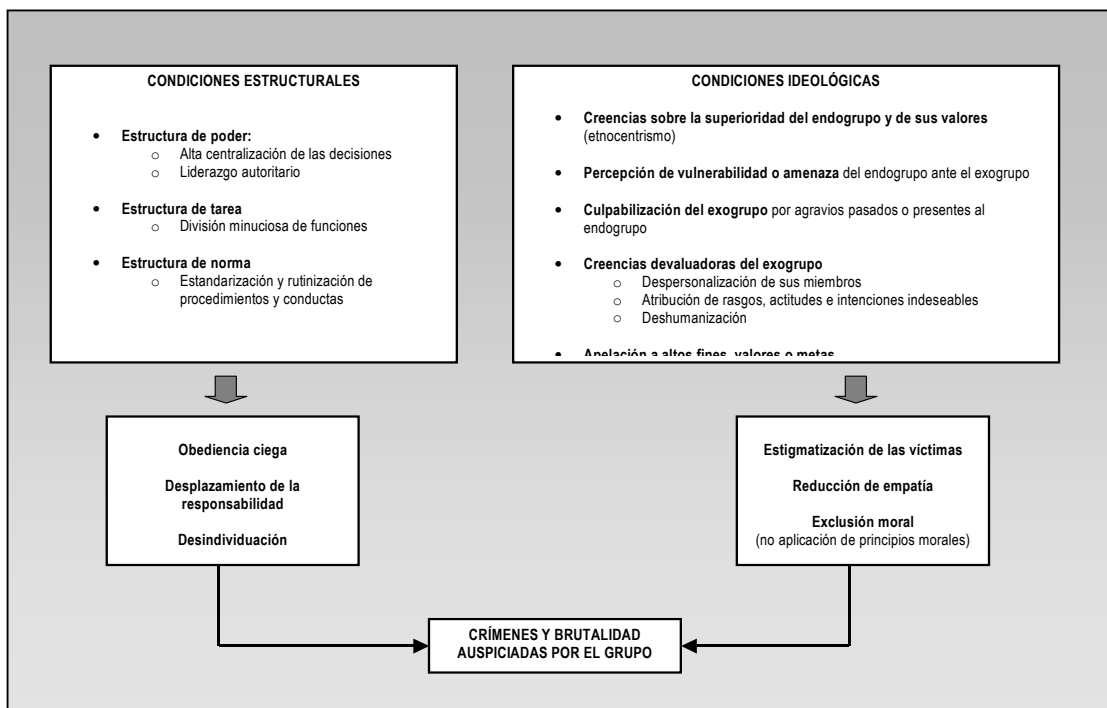 CONDICIONES ESTRUCTURALES
• Estructura de poder:
o Alta centralización de las decisiones
o Liderazgo autoritario
• Estructura de tarea
o División minuciosa de funciones
• Estructura de norma
o Estandarización y rutinización de
procedimientos y conductas
CONDICIONES IDEOLÓGICAS
• Creencias sobre la superioridad del endogrupo y de sus valores
(etnocentrismo)
• Percepción de vulnerabilidad o amenaza del endogrupo ante el exogrupo
• Culpabilización del exogrupo por agravios pasados o presentes al
endogrupo
• Creencias devaluadoras del exogrupo
o Despersonalización de sus miembros
o Atribución de rasgos, actitudes e intenciones indeseables
o Deshumanización
• Apelación a altos fines, valores o metas
Obediencia ciega
Desplazamiento de la
responsabilidad
Desindividuación
Estigmatización de las víctimas
Reducción de empatía
Exclusión moral
(no aplicación de principios morales)
CRÍMENES Y BRUTALIDAD
AUSPICIADAS POR EL GRUPO